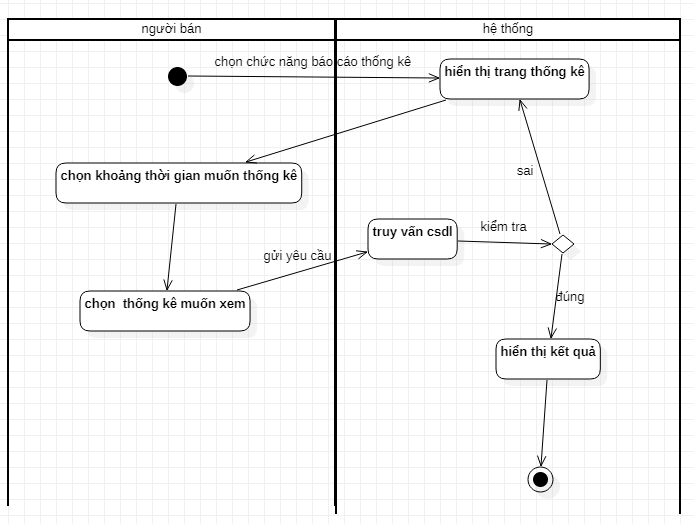 người bán
hệ thống
chọn chức năng báo cáo thống kê
hiển thị trang thống kê
chọn khoảng thời gian muốn thống kê
sai
truy vấn csdl
kiểm tra
gửi yêu cầu
chọn thống kê muốn xem
đúng
hiển thị kết quả